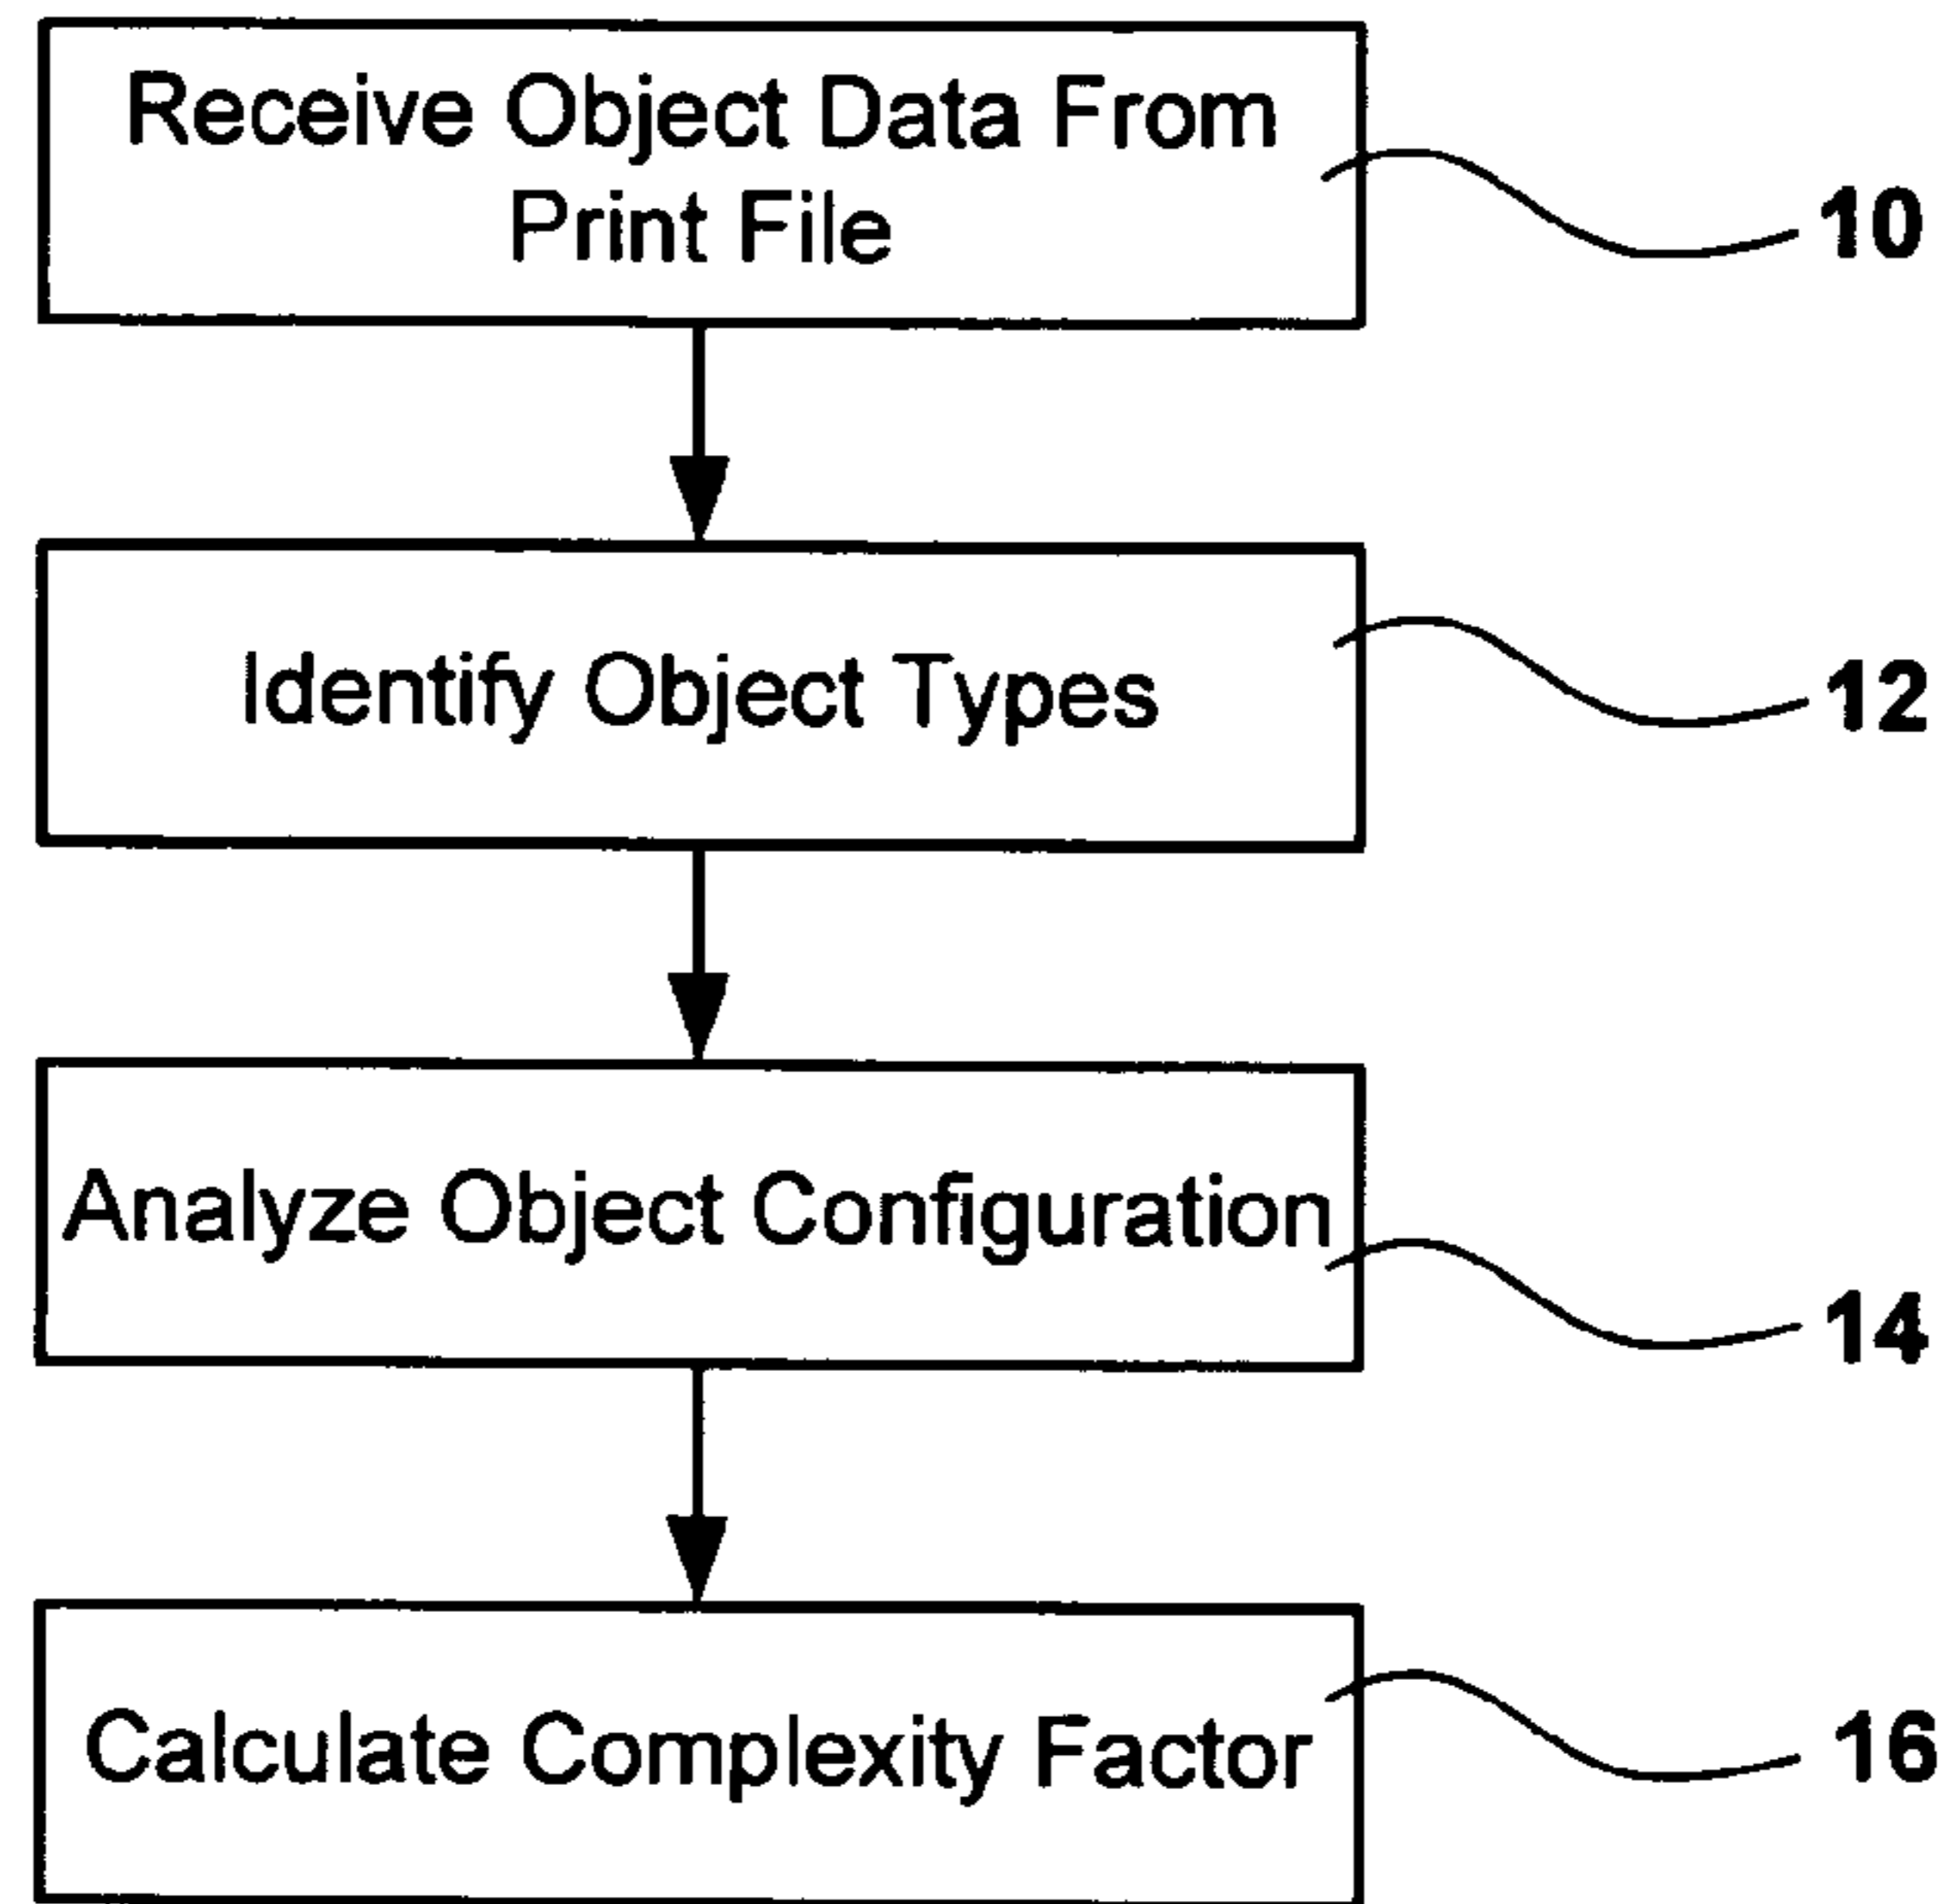 Receive Object Data From
Print File
10
Identify Object Types
12
Analyze Object Configuration
14
Calculate Complexity Factor
16